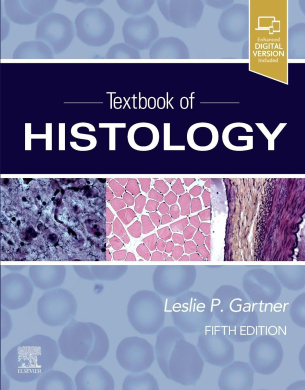 Enhanced
DIGITAL
VERSION
Included
Textbook of
HISTOLOGY
Leslie P. Gartner
FIFTH EDITION
ELSEVIER